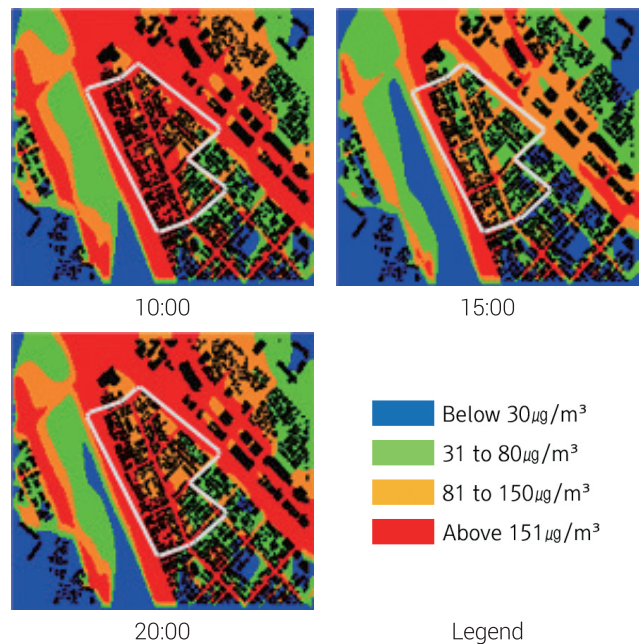 10:00
15:00
Below 30㎍/m³
31 to 80㎍/m³
81 to 150㎍/m³
Above 151㎍/m³
20:00
Legend